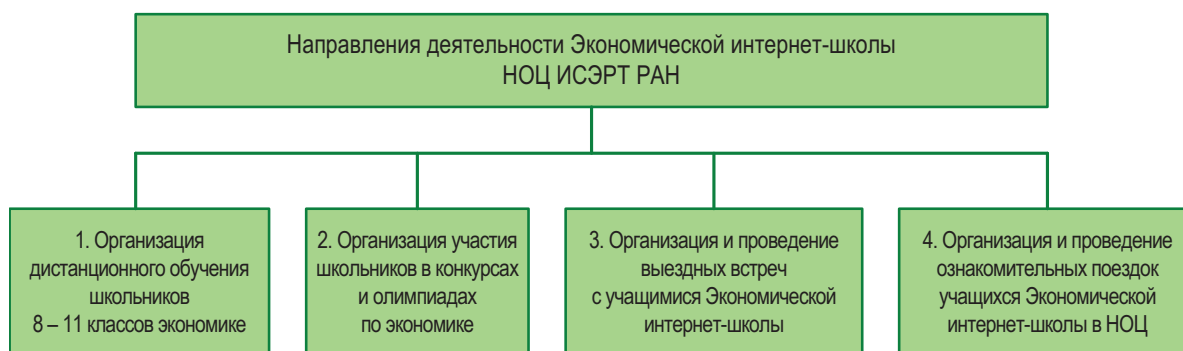 Направления деятельности Экономической интернет-школы
НОЦ ИСЭРТ РАН
1. Организация
дистанционного обучения
школьников
8 – 11 классов экономике
2. Организация участия
школьников в конкурсах
и олимпиадах
по экономике
3. Организация и проведение
выездных встреч
с учащимися Экономической
интернет-школы
4. Организация и проведение
ознакомительных поездок
учащихся Экономической
интернет-школы в НОЦ